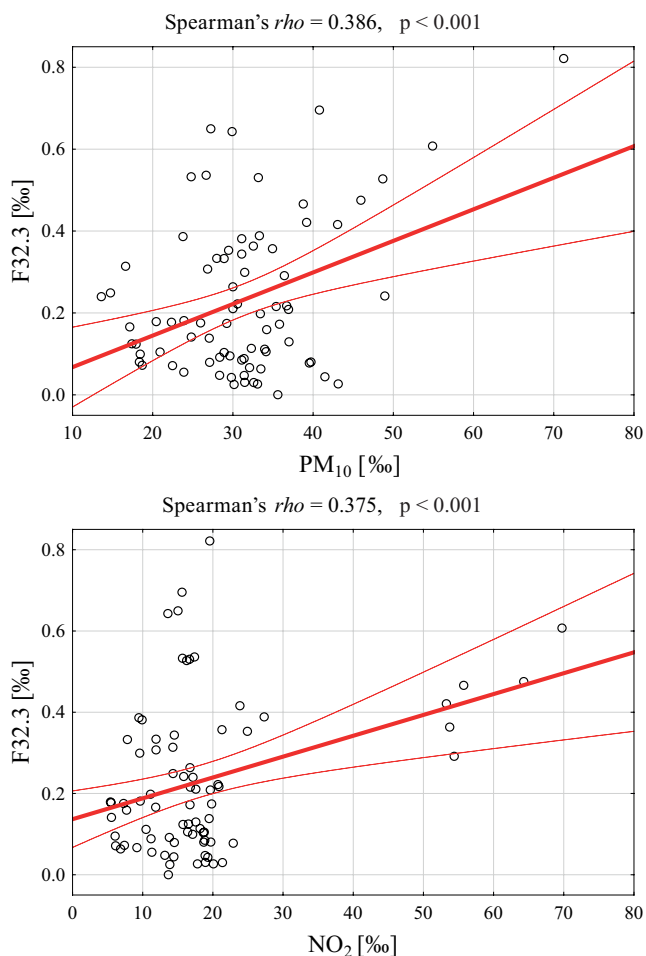 Spearman's rho = 0.386, p < 0.001
0.8
0.6
0.4
0.2
0.0
F32.3 [‰]
10 20 30 40 50 60 70 80
PM₁₀ [‰]
Spearman's rho = 0.375, p < 0.001
0.8
0.6
0.4
0.2
0.0
F32.3 [‰]
0 10 20 30 40 50 60 70 80
NO₂ [‰]